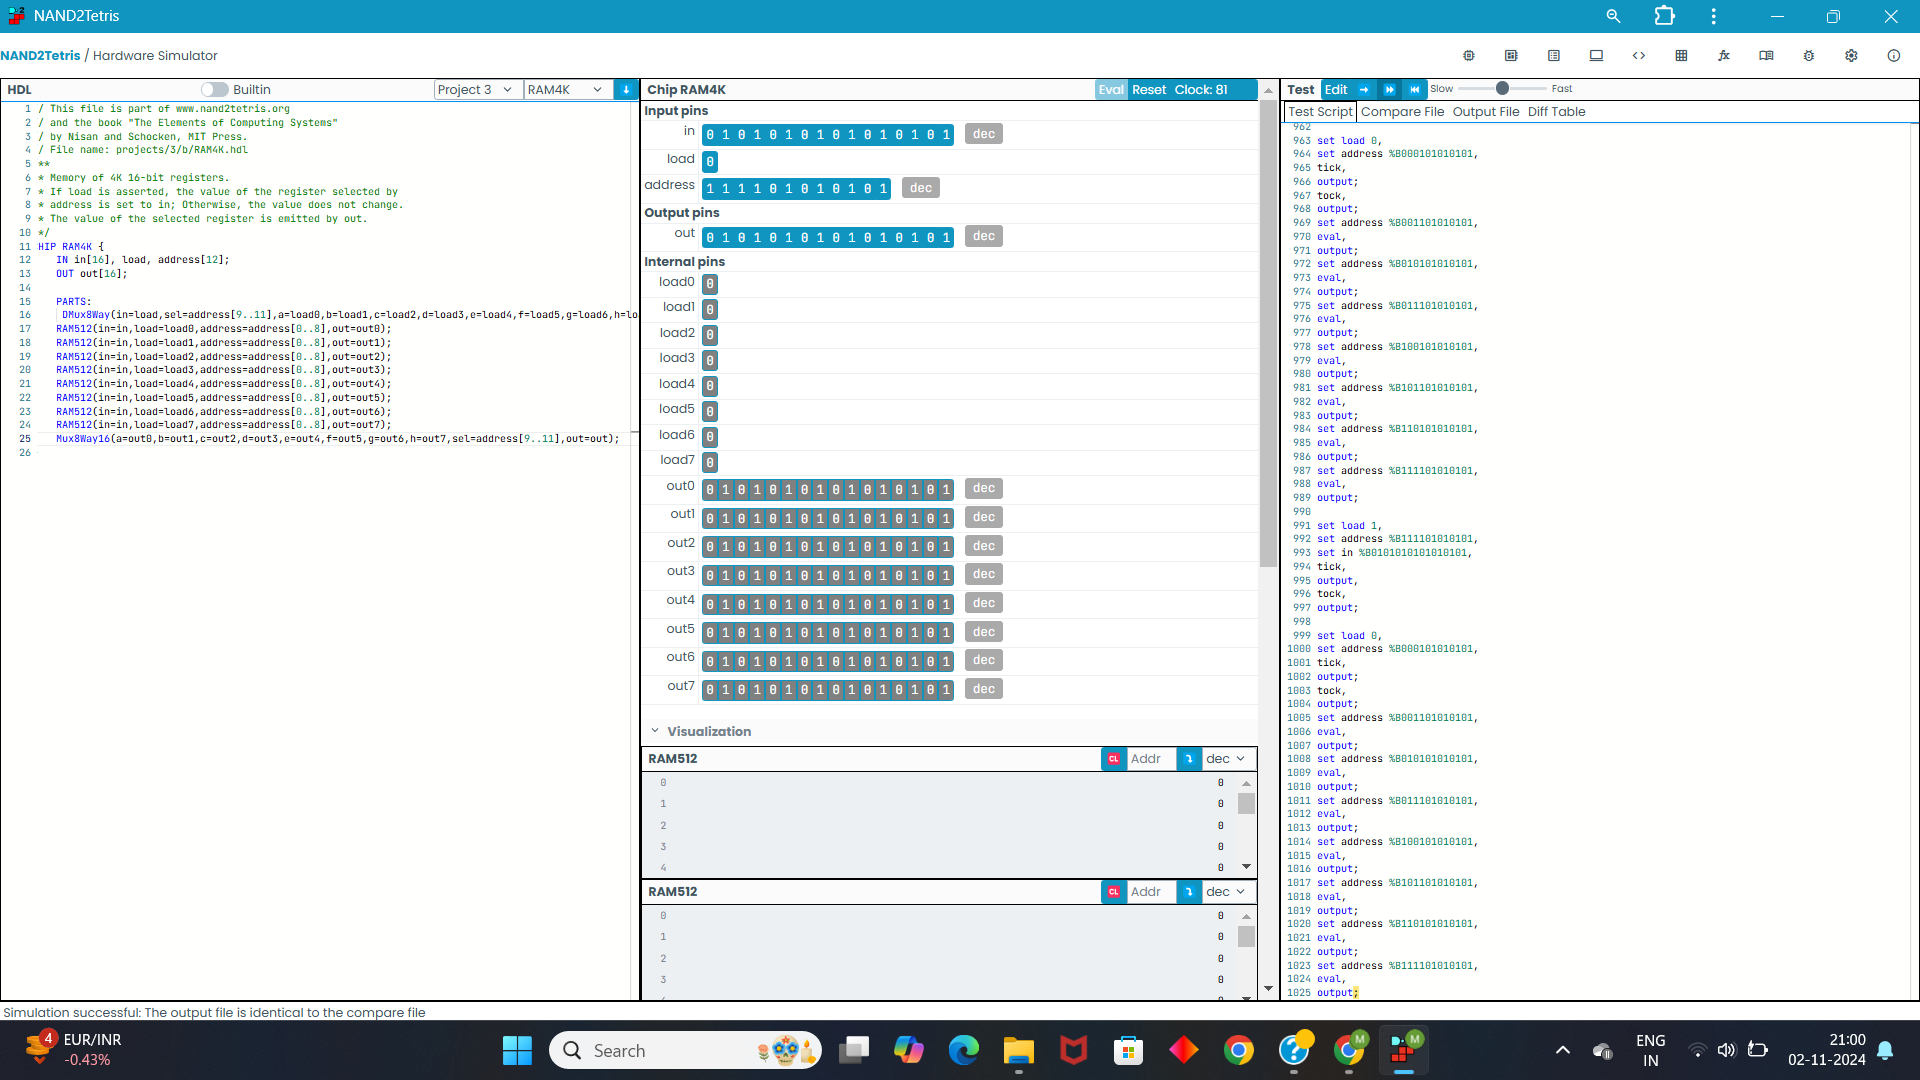 NAND2Tetris
NAND2Tetris / Hardware Simulator
HDL
Builtin
Project 3
RAM4K
1 / This file is part of www.nand2tetris.org
2 / and the book "The Elements of Computing Systems"
3 / by Nisan and Schocken, MIT Press.
4 / File name: projects/3/b/RAM4K.hdl
5 **
6 * Memory of 4K 16-bit registers.
7 * If load is asserted, the value of the register selected by
8 * address is set to in; Otherwise, the value does not change.
9 * The value of the selected register is emitted by out.
10 */
11 HIP RAM4K {
12 IN in[16], load, address[12];
13 OUT out[16];
14
15 PARTS:
16 DMux8Way(in=load,sel=address[9..11],a=load0,b=load1,c=load2,d=load3,e=load4,f=load5,g=load6,h=loa
17 RAM512(in=in,load=load0,address=address[0..8],out=out0);
18 RAM512(in=in,load=load1,address=address[0..8],out=out1);
19 RAM512(in=in,load=load2,address=address[0..8],out=out2);
20 RAM512(in=in,load=load3,address=address[0..8],out=out3);
21 RAM512(in=in,load=load4,address=address[0..8],out=out4);
22 RAM512(in=in,load=load5,address=address[0..8],out=out5);
23 RAM512(in=in,load=load6,address=address[0..8],out=out6);
24 RAM512(in=in,load=load7,address=address[0..8],out=out7);
25 Mux8Way16(a=out0,b=out1,c=out2,d=out3,e=out4,f=out5,g=out6,h=out7,sel=address[9..11],out=out);
26
Chip RAM4K
Eval Reset Clock: 81
Input pins
in 0 1 0 1 0 1 0 1 0 1 0 1 0 1 0 1 dec
load 0
address 1 1 1 1 0 1 0 1 0 1 0 1 dec
Output pins
out 0 1 0 1 0 1 0 1 0 1 0 1 0 1 0 1 dec
Internal pins
load0 0
load1 0
load2 0
load3 0
load4 0
load5 0
load6 0
load7 0
out0 0 1 0 1 0 1 0 1 0 1 0 1 0 1 0 1 dec
out1 0 1 0 1 0 1 0 1 0 1 0 1 0 1 0 1 dec
out2 0 1 0 1 0 1 0 1 0 1 0 1 0 1 0 1 dec
out3 0 1 0 1 0 1 0 1 0 1 0 1 0 1 0 1 dec
out4 0 1 0 1 0 1 0 1 0 1 0 1 0 1 0 1 dec
out5 0 1 0 1 0 1 0 1 0 1 0 1 0 1 0 1 dec
out6 0 1 0 1 0 1 0 1 0 1 0 1 0 1 0 1 dec
out7 0 1 0 1 0 1 0 1 0 1 0 1 0 1 0 1 dec
Visualization
RAM512 CL Addr dec
0 0
1 0
2 0
3 0
4 0
RAM512 CL Addr dec
0 0
1 0
2 0
3 0
Test Edit Slow Fast
Test Script Compare File Output File Diff Table
962
963 set load 0,
964 set address %B000101010101,
965 tick,
966 output;
967 tock,
968 output;
969 set address %B001101010101,
970 eval,
971 output;
972 set address %B010101010101,
973 eval,
974 output;
975 set address %B011101010101,
976 eval,
977 output;
978 set address %B100101010101,
979 eval,
980 output;
981 set address %B101101010101,
982 eval,
983 output;
984 set address %B110101010101,
985 eval,
986 output;
987 set address %B111101010101,
988 eval,
989 output;
990
991 set load 1,
992 set address %B111101010101,
993 set in %B0101010101010101,
994 tick,
995 output,
996 tock,
997 output;
998
999 set load 0,
1000 set address %B000101010101,
1001 tick,
1002 output;
1003 tock,
1004 output;
1005 set address %B001101010101,
1006 eval,
1007 output;
1008 set address %B010101010101,
1009 eval,
1010 output;
1011 set address %B011101010101,
1012 eval,
1013 output;
1014 set address %B100101010101,
1015 eval,
1016 output;
1017 set address %B101101010101,
1018 eval,
1019 output;
1020 set address %B110101010101,
1021 eval,
1022 output;
1023 set address %B111101010101,
1024 eval,
1025 output;
Simulation successful: The output file is identical to the compare file
4
EUR/INR
-0.43%
Search
M
M
ENG
IN
21:00
02-11-2024